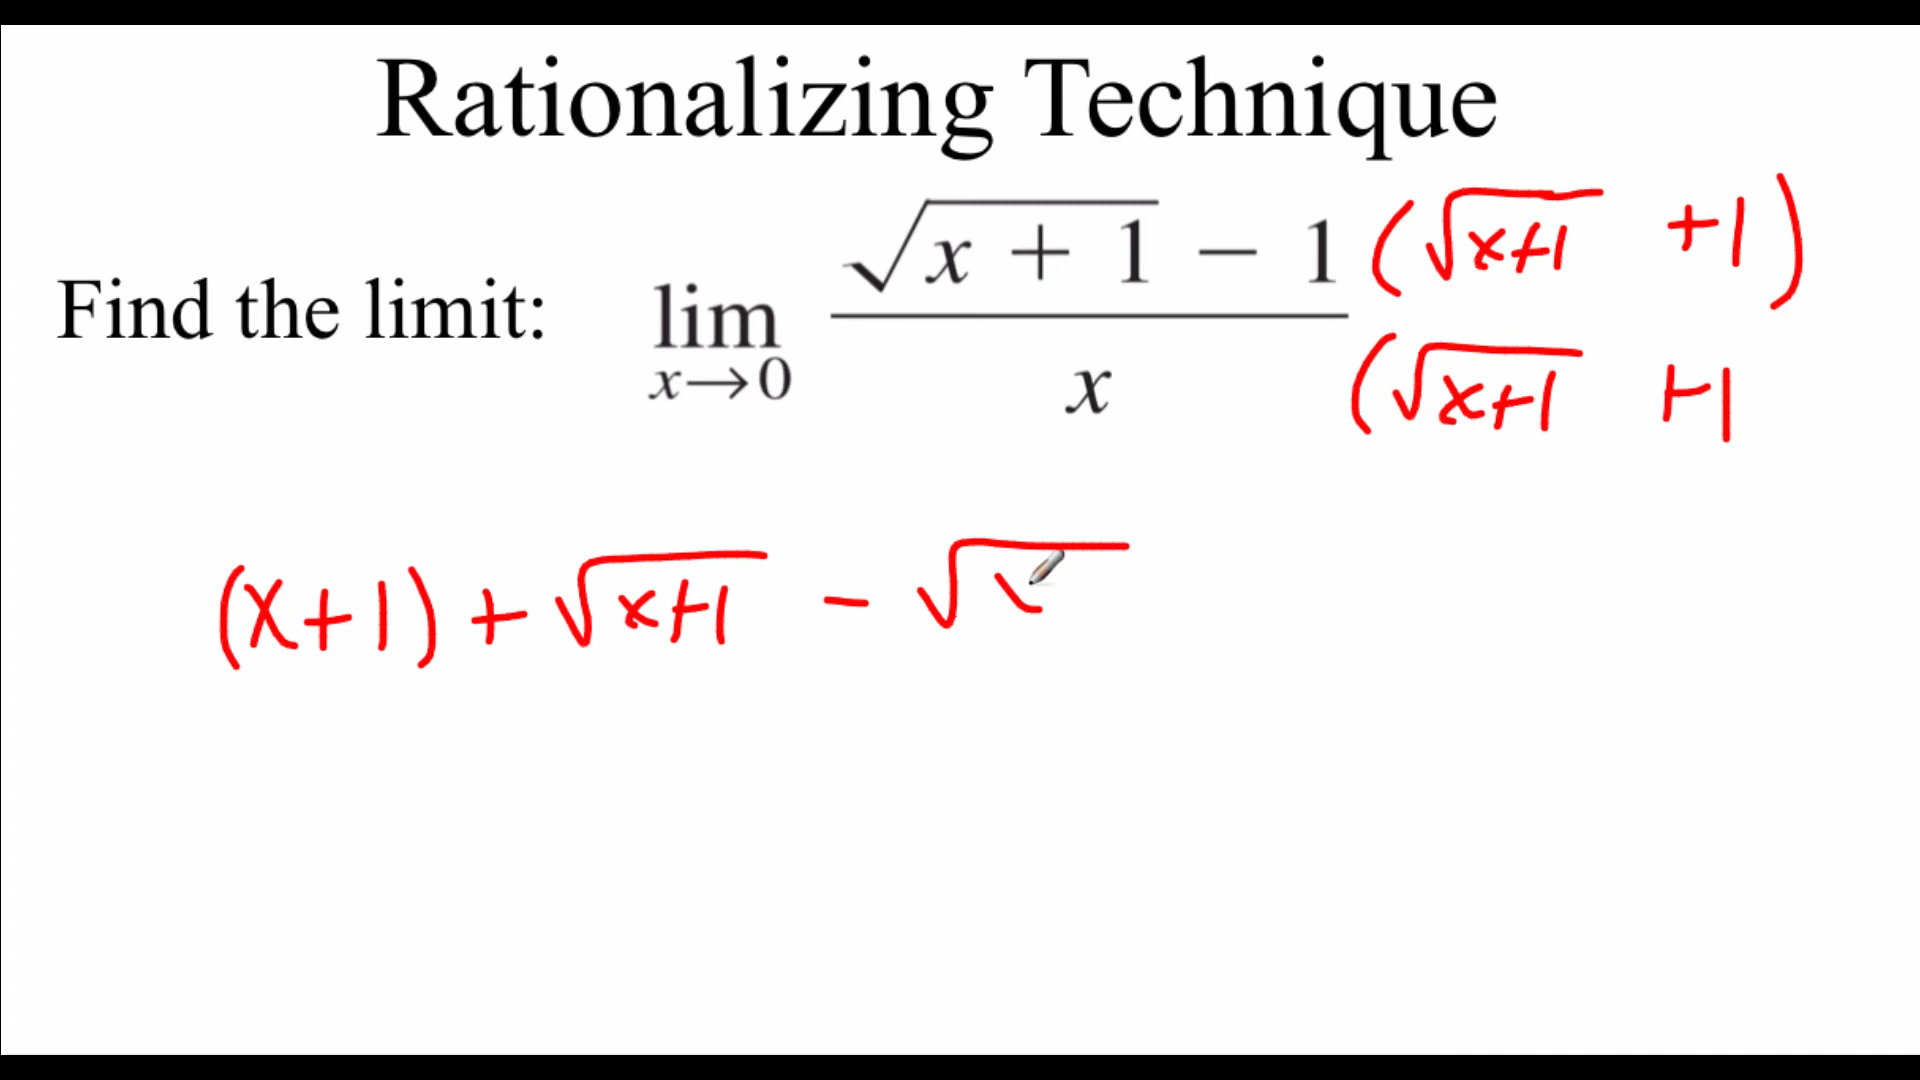 Rationalizing Technique
Find the limit: lim x→0 (√(x + 1) − 1)/x (√(x+1) +1) / (√(x+1) +1
(x+1) + √(x+1) − √